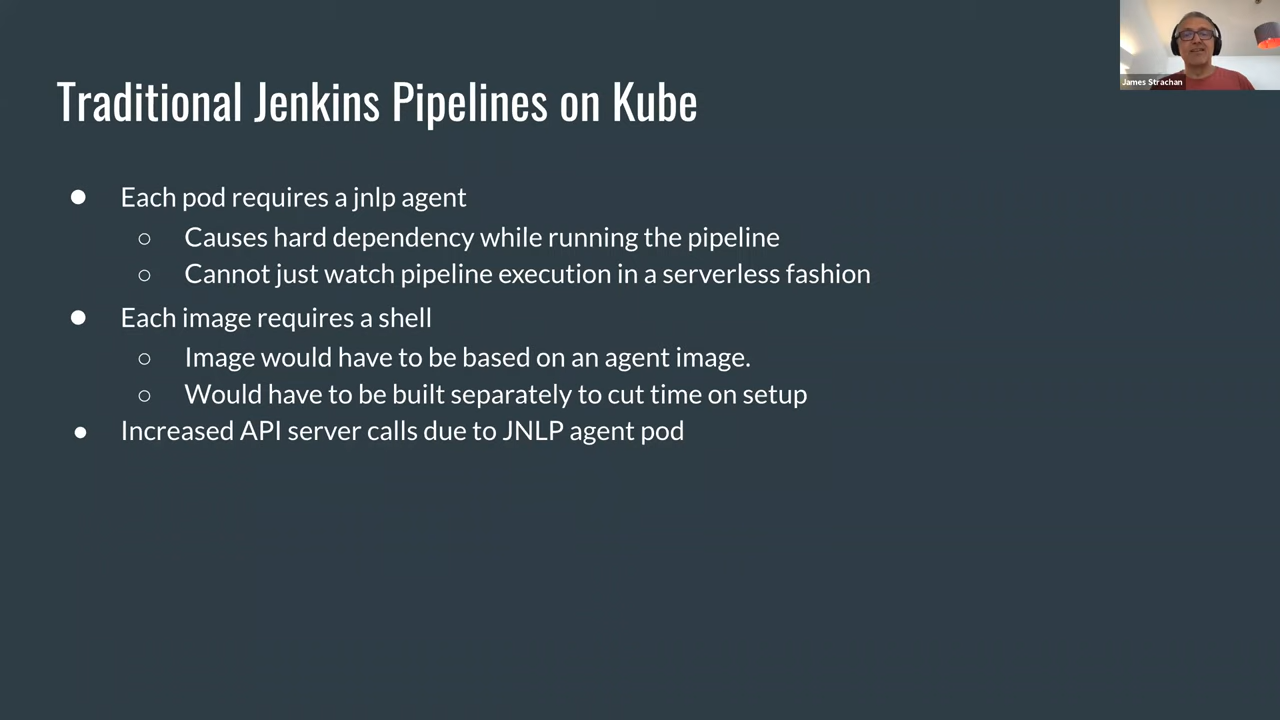 Traditional Jenkins Pipelines on Kube
James Strachan
● Each pod requires a jnlp agent
○ Causes hard dependency while running the pipeline
○ Cannot just watch pipeline execution in a serverless fashion
● Each image requires a shell
○ Image would have to be based on an agent image.
○ Would have to be built separately to cut time on setup
● Increased API server calls due to JNLP agent pod